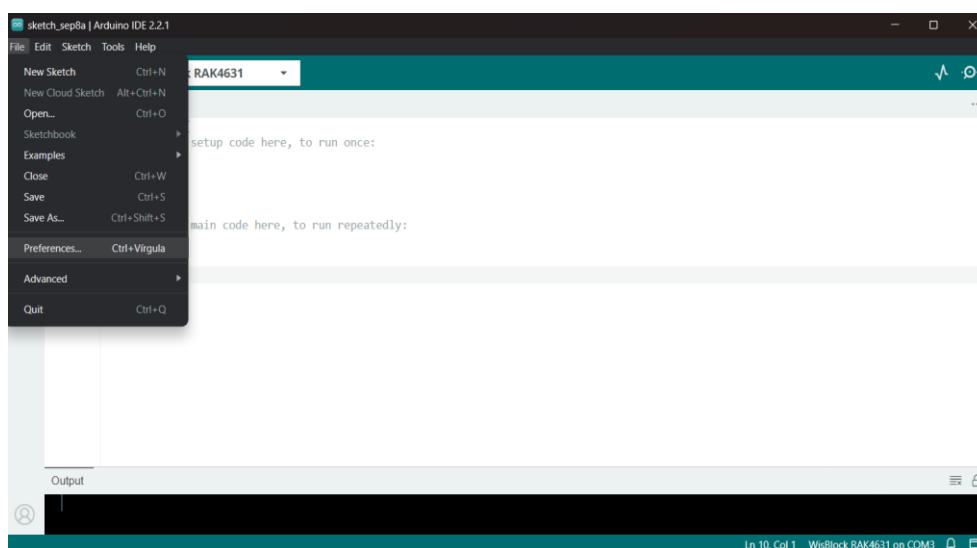 sketch_sep8a | Arduino IDE 2.2.1
File Edit Sketch Tools Help
New Sketch Ctrl+N
RAK4631
New Cloud Sketch Alt+Ctrl+N
Open... Ctrl+O
Sketchbook
setup code here, to run once:
Examples
Close Ctrl+W
Save Ctrl+S
Save As... Ctrl+Shift+S
main code here, to run repeatedly:
Preferences... Ctrl+Vírgula
Advanced
Quit Ctrl+Q
Output
Ln 10, Col 1 WisBlock RAK4631 on COM3